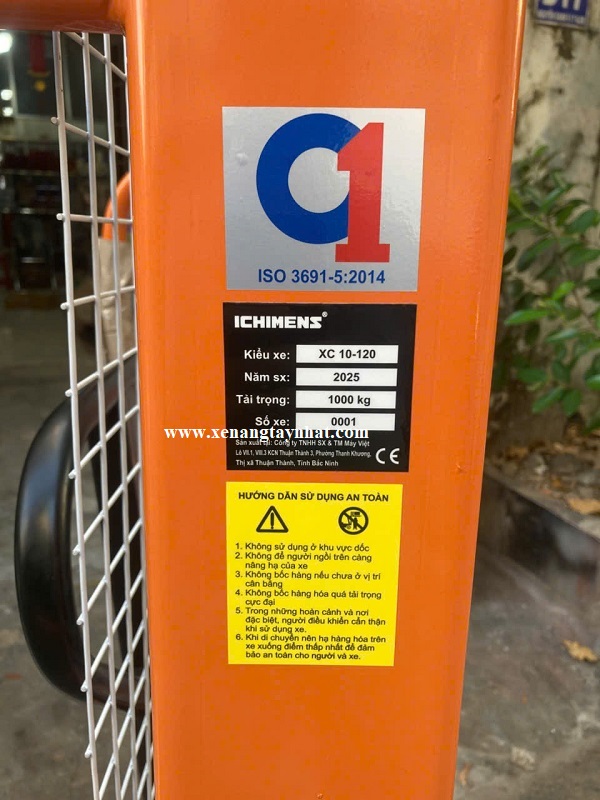 01
ISO 3691-5:2014
ICHIMENS®
Kiểu xe: XC 10-120
Năm sx: 2025
Tải trọng: 1000 kg
Số xe: 0001
www.xenangtaynhat.com
Sản xuất tại: Công ty TNHH SX & TM Máy Việt
Lô VII.1, VIII.3 KCN Thuận Thành 3, Phường Thanh Khương,
Thị xã Thuận Thành, Tỉnh Bắc Ninh
CE
HƯỚNG DẪN SỬ DỤNG AN TOÀN
1. Không sử dụng ở khu vực dốc
2. Không để người ngồi trên càng
nâng hạ của xe
3. Không bốc hàng nếu chưa ở vị trí
cân bằng
4. Không bốc hàng hóa quá tải trọng
cực đại
5. Trong những hoàn cảnh và nơi
đặc biệt, người điều khiển cẩn thận
khi sử dụng xe.
6. Khi di chuyển nên hạ hàng hóa trên
xe xuống điểm thấp nhất để đảm
bảo an toàn cho người và xe.